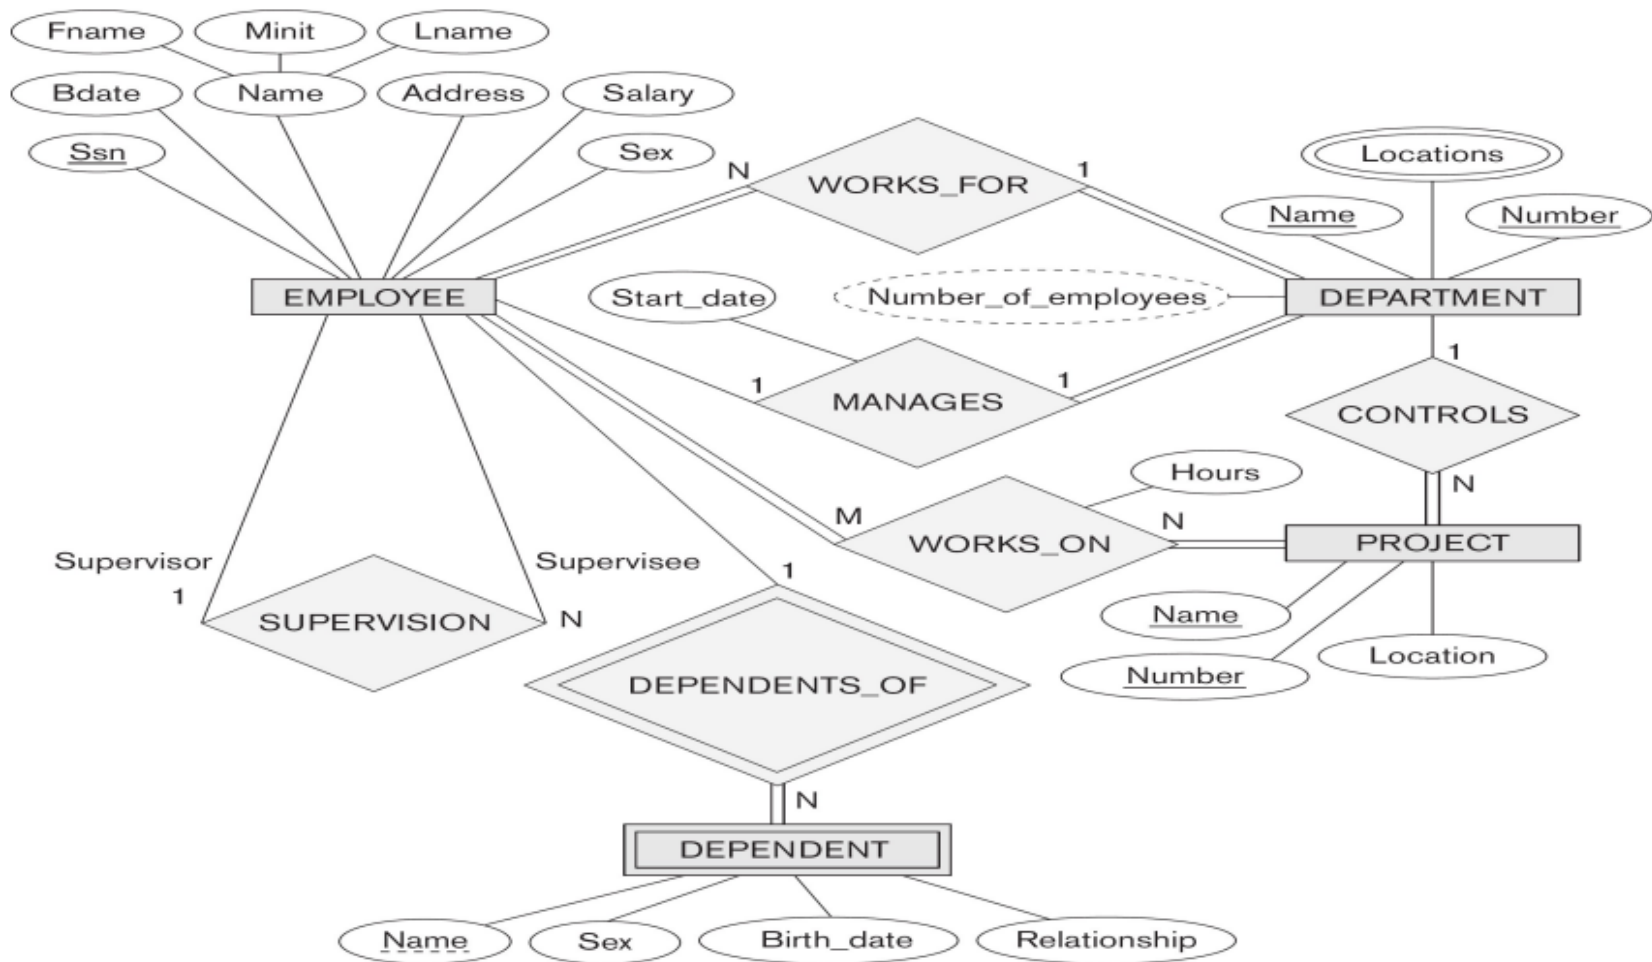 Fname
Minit
Lname
Bdate
Name
Address
Salary
Ssn
Sex
N
WORKS_FOR
1
Locations
Name
Number
EMPLOYEE
Start_date
Number_of_employees
DEPARTMENT
1
MANAGES
1
1
CONTROLS
N
Hours
M
WORKS_ON
N
PROJECT
Supervisor
1
SUPERVISION
Supervisee
N
1
DEPENDENTS_OF
N
Name
Number
Location
DEPENDENT
Name
Sex
Birth_date
Relationship